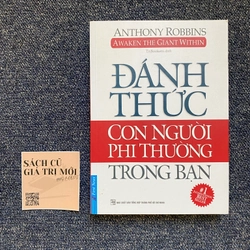 ANTHONY ROBBINS
AWAKEN THE GIANT WITHIN
ĐÁNH
THỨC
CON NGƯỜI
PHI THƯỜNG
TRONG BẠN
SÁCH CŨ
GIÁ TRỊ MỚI